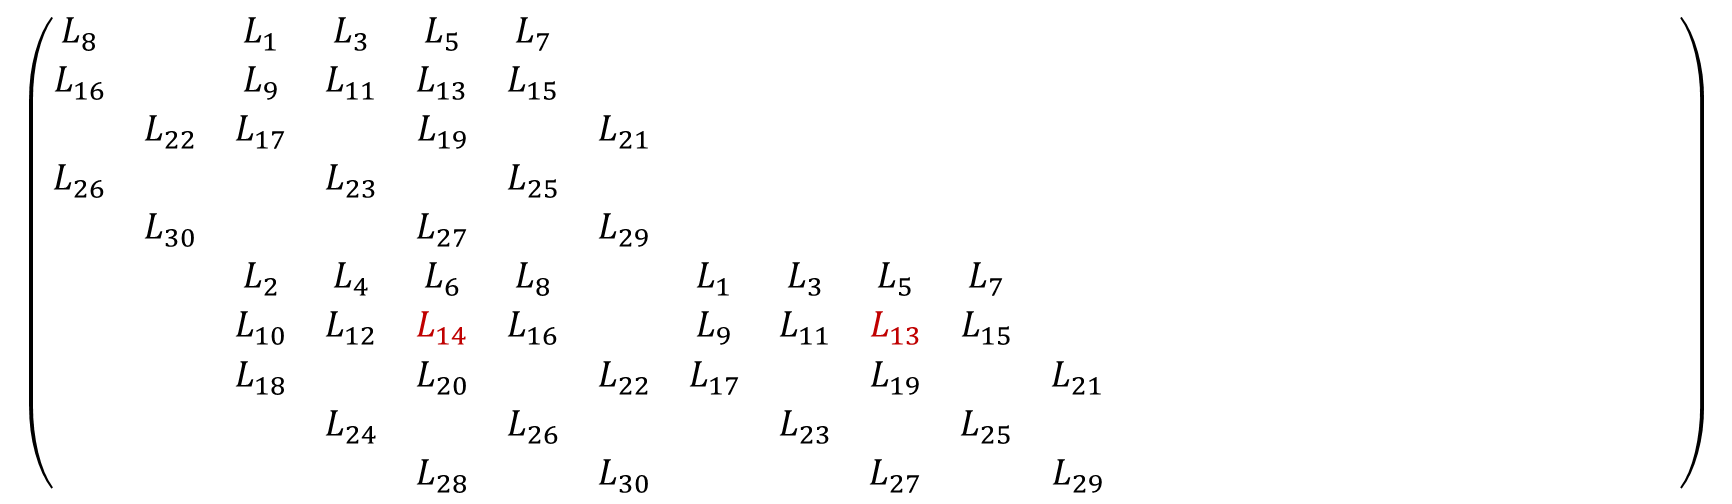 L₈ L₁ L₃ L₅ L₇
L₁₆ L₉ L₁₁ L₁₃ L₁₅
L₂₂ L₁₇ L₁₉ L₂₁
L₂₆ L₂₃ L₂₅
L₃₀ L₂₇ L₂₉
L₂ L₄ L₆ L₈ L₁ L₃ L₅ L₇
L₁₀ L₁₂ L₁₄ L₁₆ L₉ L₁₁ L₁₃ L₁₅
L₁₈ L₂₀ L₂₂ L₁₇ L₁₉ L₂₁
L₂₄ L₂₆ L₂₃ L₂₅
L₂₈ L₃₀ L₂₇ L₂₉